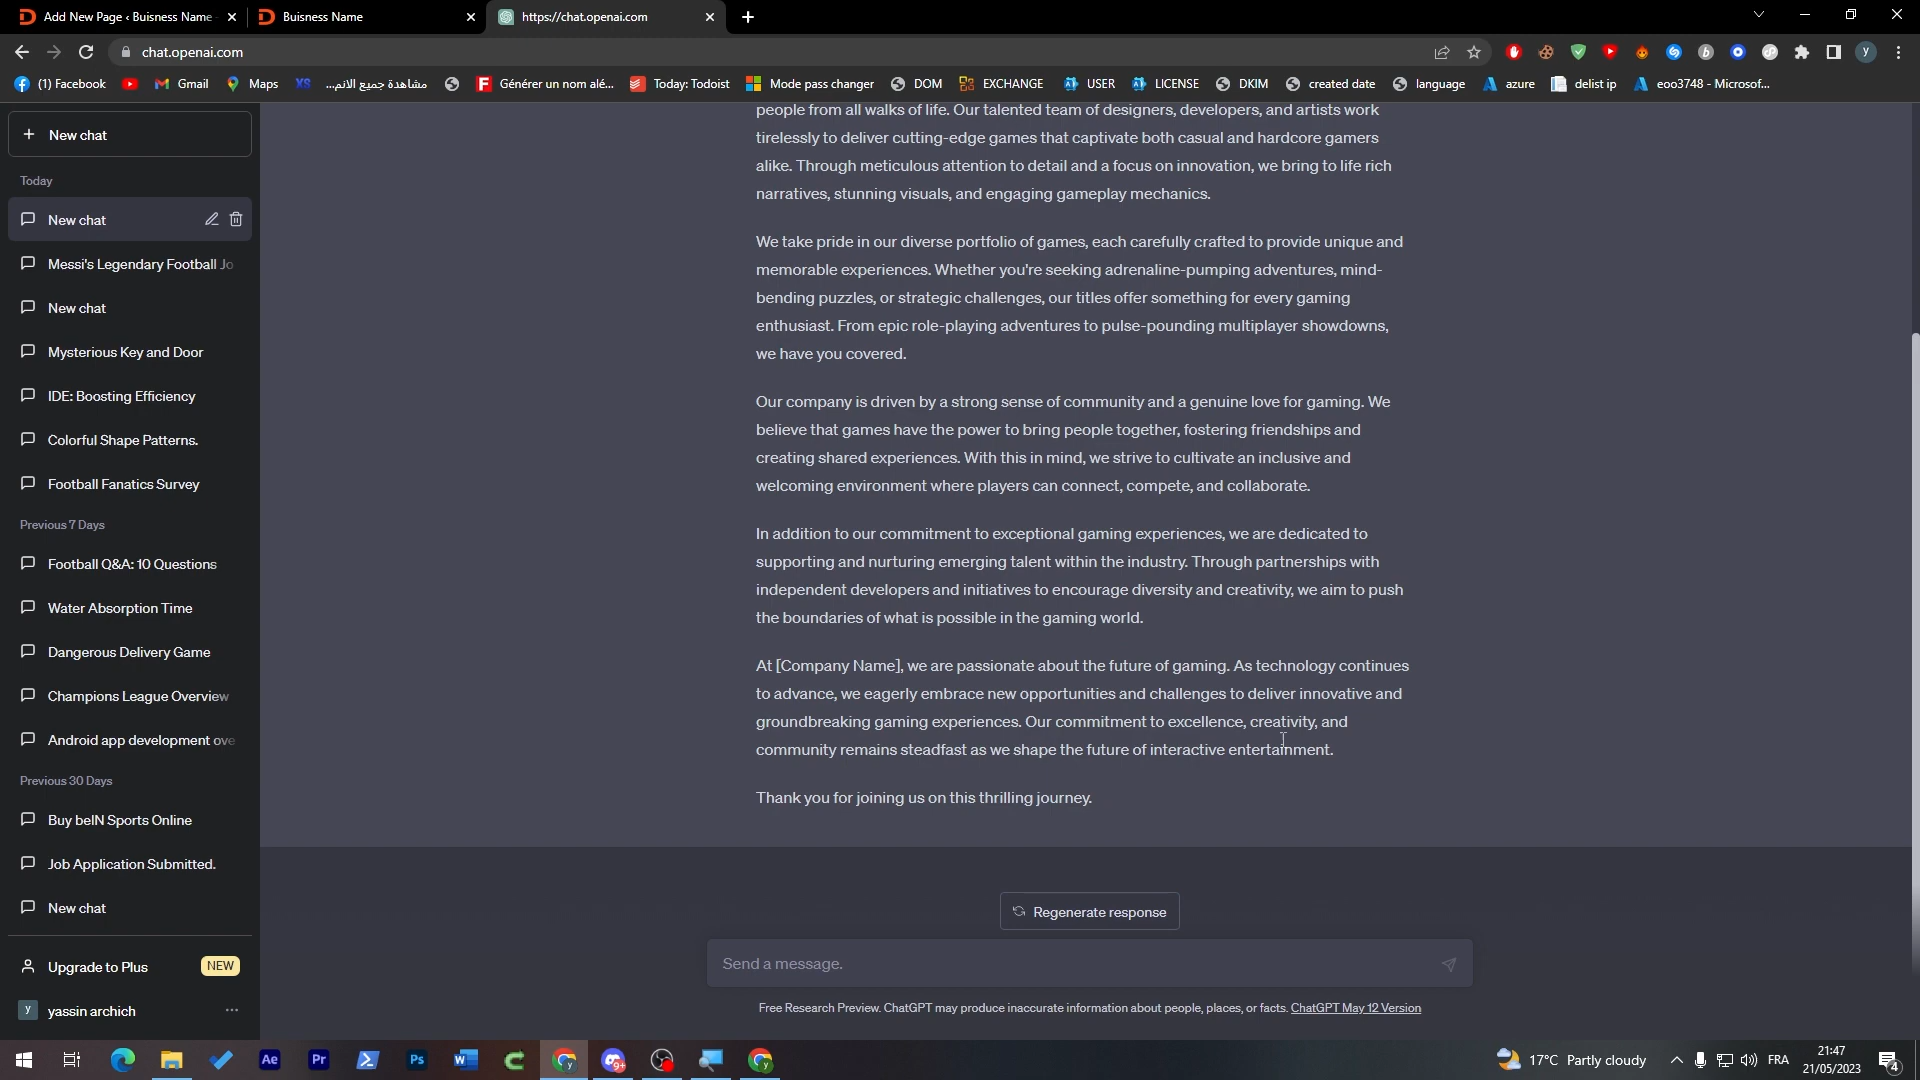 Add New Page ‹ Buisness Name
Buisness Name
https://chat.openai.com
chat.openai.com
y
(1) Facebook
Gmail
Maps
XS
مشاهدة جميع الانم...
Générer un nom alé...
Today: Todoist
Mode pass changer
DOM
EXCHANGE
USER
LICENSE
DKIM
created date
language
azure
delist ip
eoo3748 - Microsof...
+ New chat
Today
New chat
Messi's Legendary Football Jo
New chat
Mysterious Key and Door
IDE: Boosting Efficiency
Colorful Shape Patterns.
Football Fanatics Survey
Previous 7 Days
Football Q&A: 10 Questions
Water Absorption Time
Dangerous Delivery Game
Champions League Overview
Android app development ove
Previous 30 Days
Buy beIN Sports Online
Job Application Submitted.
New chat
Upgrade to Plus
NEW
y
yassin archich
people from all walks of life. Our talented team of designers, developers, and artists work
tirelessly to deliver cutting-edge games that captivate both casual and hardcore gamers
alike. Through meticulous attention to detail and a focus on innovation, we bring to life rich
narratives, stunning visuals, and engaging gameplay mechanics.
We take pride in our diverse portfolio of games, each carefully crafted to provide unique and
memorable experiences. Whether you're seeking adrenaline-pumping adventures, mind-
bending puzzles, or strategic challenges, our titles offer something for every gaming
enthusiast. From epic role-playing adventures to pulse-pounding multiplayer showdowns,
we have you covered.
Our company is driven by a strong sense of community and a genuine love for gaming. We
believe that games have the power to bring people together, fostering friendships and
creating shared experiences. With this in mind, we strive to cultivate an inclusive and
welcoming environment where players can connect, compete, and collaborate.
In addition to our commitment to exceptional gaming experiences, we are dedicated to
supporting and nurturing emerging talent within the industry. Through partnerships with
independent developers and initiatives to encourage diversity and creativity, we aim to push
the boundaries of what is possible in the gaming world.
At [Company Name], we are passionate about the future of gaming. As technology continues
to advance, we eagerly embrace new opportunities and challenges to deliver innovative and
groundbreaking gaming experiences. Our commitment to excellence, creativity, and
community remains steadfast as we shape the future of interactive entertainment.
Thank you for joining us on this thrilling journey.
Regenerate response
Send a message.
Free Research Preview. ChatGPT may produce inaccurate information about people, places, or facts. ChatGPT May 12 Version
Ae
Pr
Ps
17°C Partly cloudy
FRA
21:47
21/05/2023
4